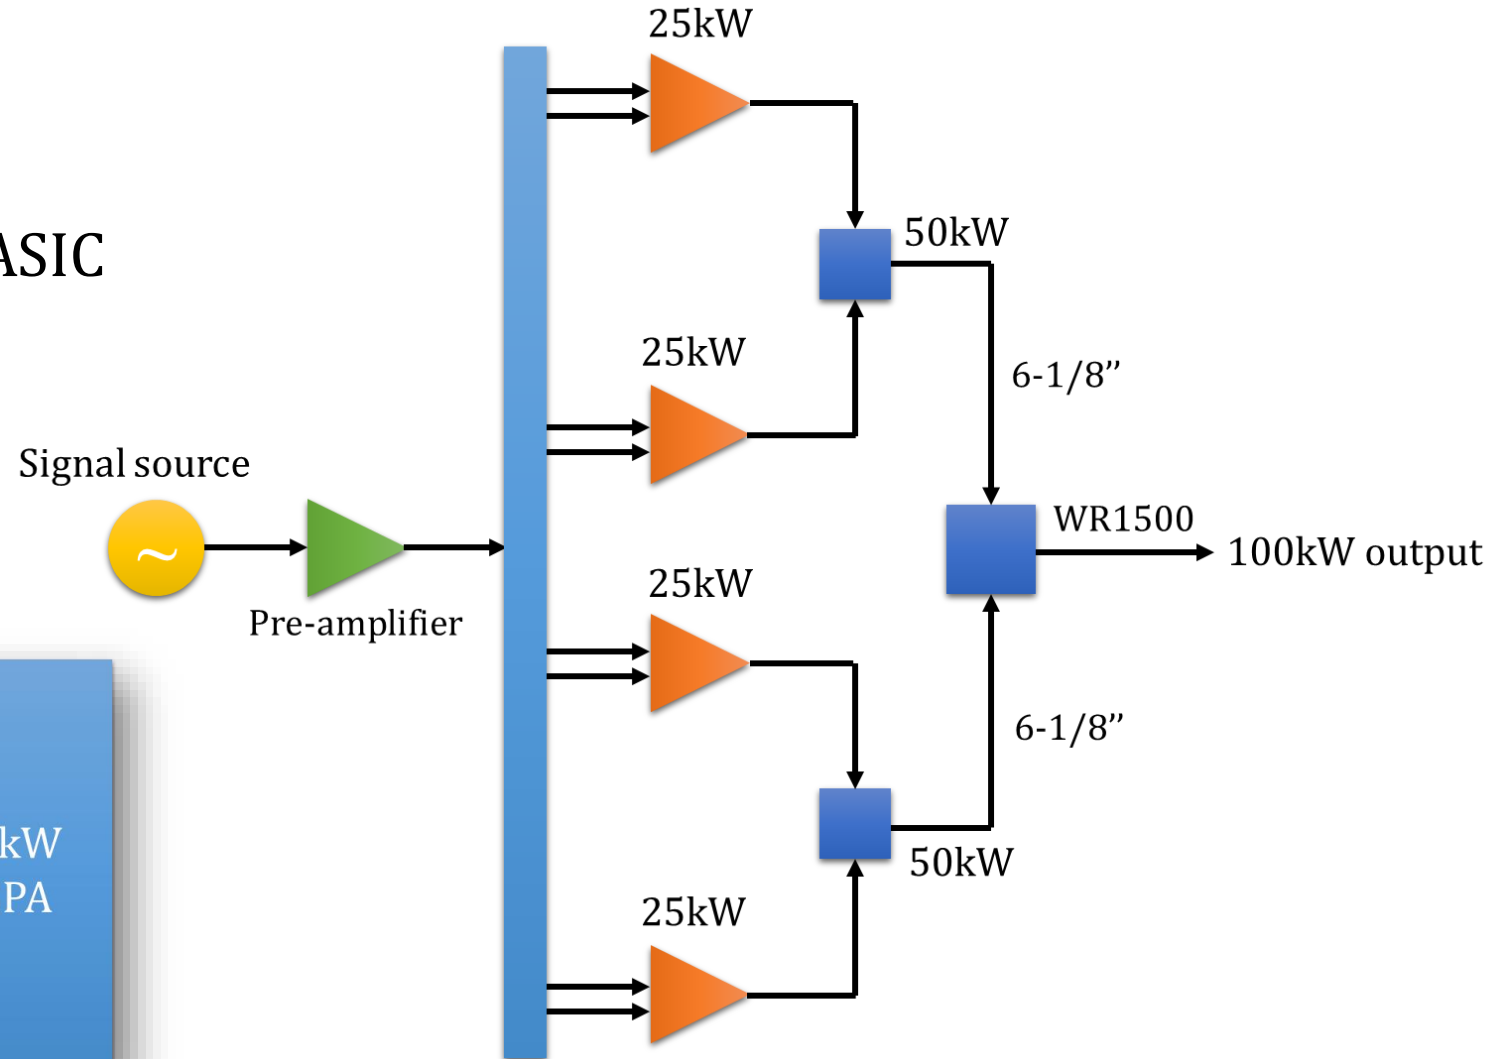 25kW
ASIC
50kW
25kW
6-1/8”
Signal source
~
WR1500
100kW output
25kW
Pre-amplifier
6-1/8”
kW
50kW
PA
25kW